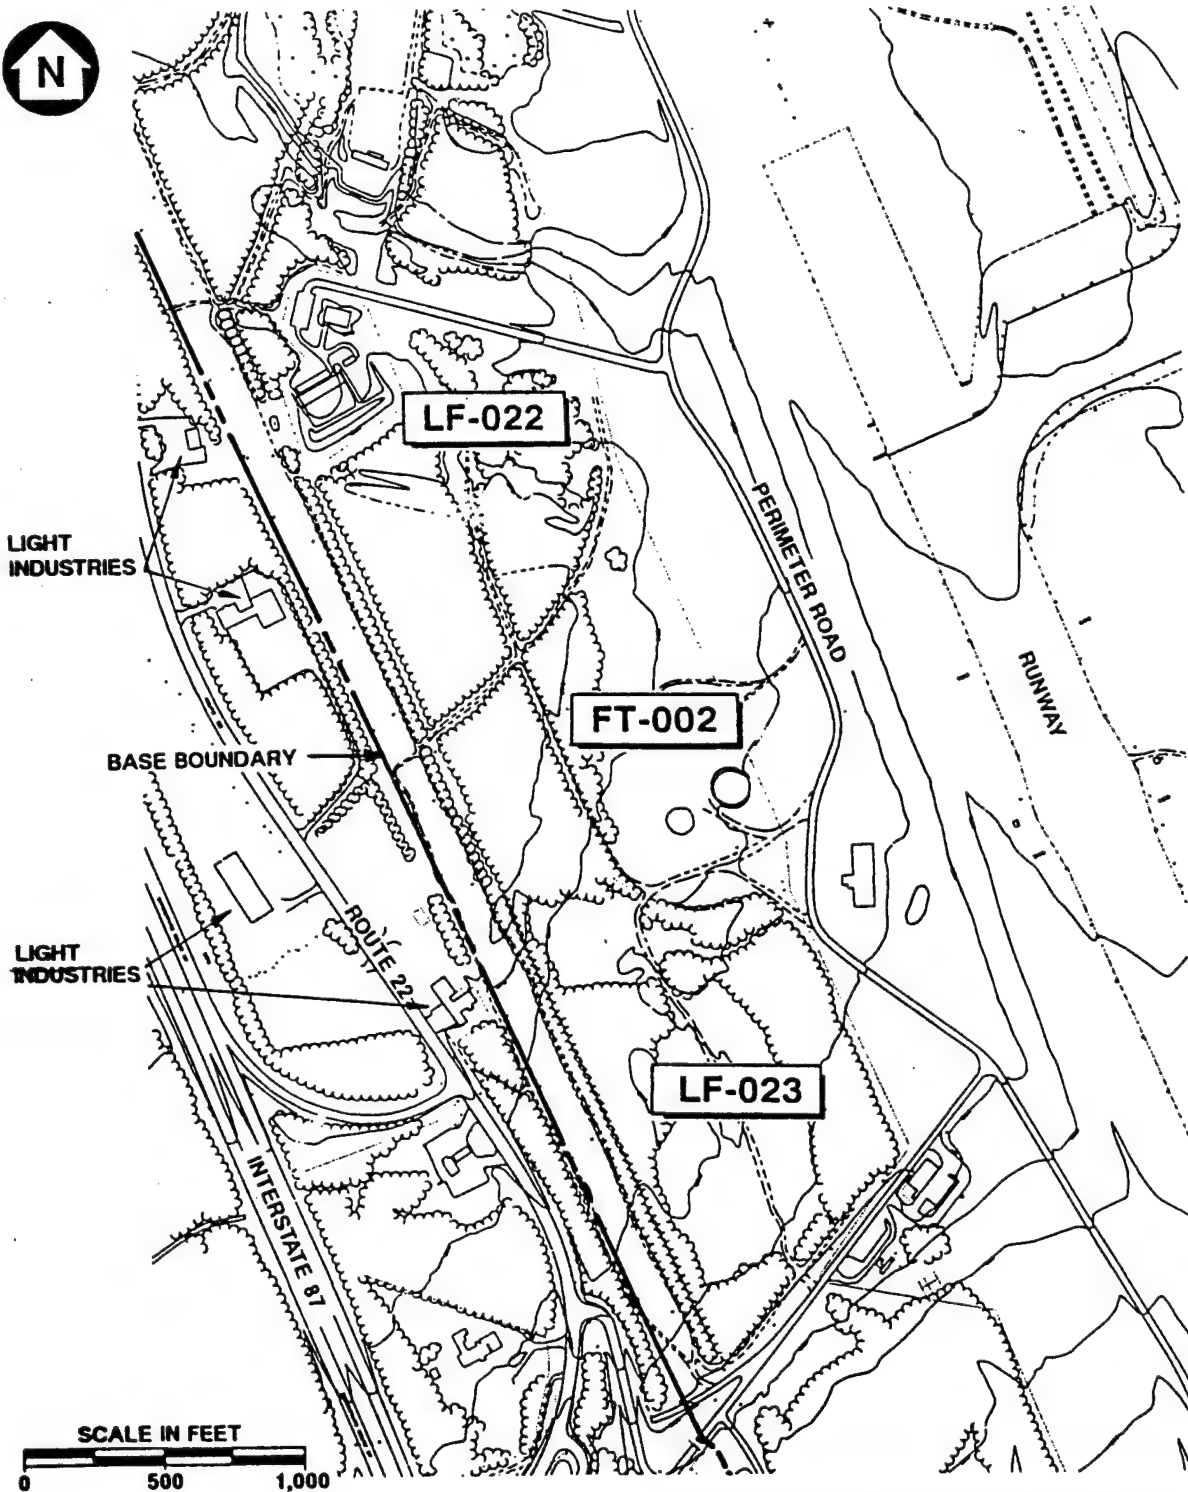 N
LF-022
PERIMETER ROAD
LIGHT
INDUSTRIES
RUNWAY
FT-002
BASE BOUNDARY
ROUTE 22
LIGHT
INDUSTRIES
LF-023
INTERSTATE 87
SCALE IN FEET
0 500 1,000